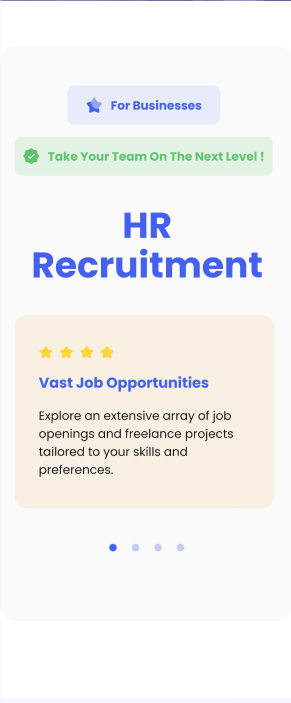 For Businesses
Take Your Team On The Next Level !
HR
Recruitment
Vast Job Opportunities
Explore an extensive array of job
openings and freelance projects
tailored to your skills and
preferences.